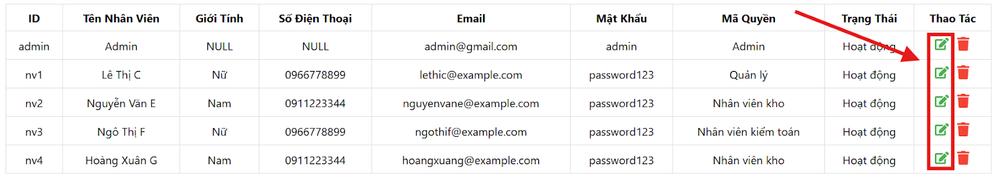 ID Tên Nhân Viên Giới Tính Số Điện Thoại Email Mật Khẩu Mã Quyền Trạng Thái Thao Tác
admin Admin NULL NULL admin@gmail.com admin Admin Hoạt động
nv1 Lê Thị C Nữ 0966778899 lethic@example.com password123 Quản lý Hoạt động
nv2 Nguyễn Văn E Nam 0911223344 nguyenvane@example.com password123 Nhân viên kho Hoạt động
nv3 Ngô Thị F Nữ 0966778899 ngothif@example.com password123 Nhân viên kiểm toán Hoạt động
nv4 Hoàng Xuân G Nam 0911223344 hoangxuang@example.com password123 Nhân viên kho Hoạt động